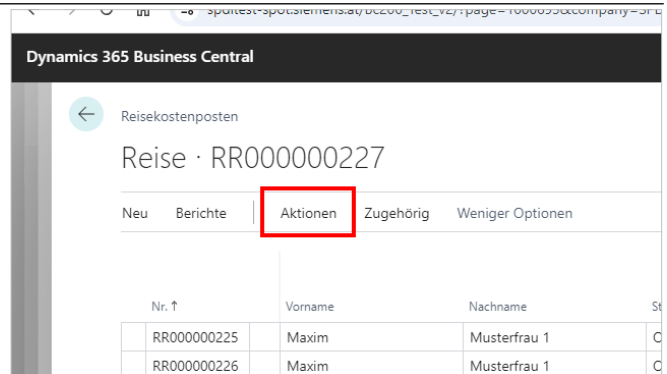 Dynamics 365 Business Central
Reisekostenposten
Reise · RR000000227
Neu Berichte Aktionen Zugehörig Weniger Optionen
Nr. ↑ Vorname Nachname
RR000000225 Maxim Musterfrau 1
RR000000226 Maxim Musterfrau 1